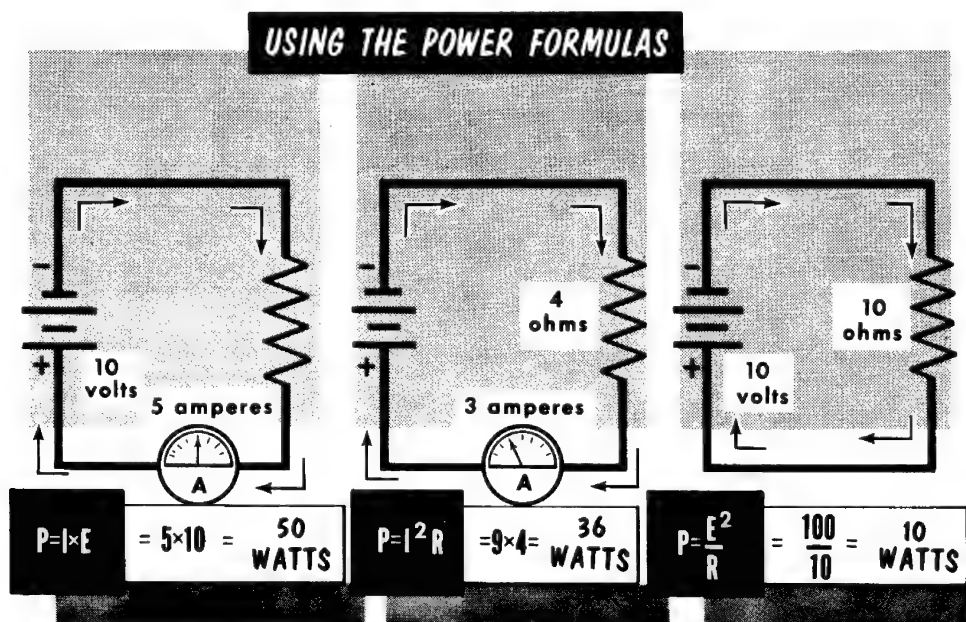 USING THE POWER FORMULAS
-
+
10
volts
5 amperes
A
P=I×E
= 5×10 =
50
WATTS
-
+
4
ohms
3 amperes
A
P=I²R
=9×4=
36
WATTS
-
+
10
volts
10
ohms
P=E²/R
= 100/10 =
10
WATTS